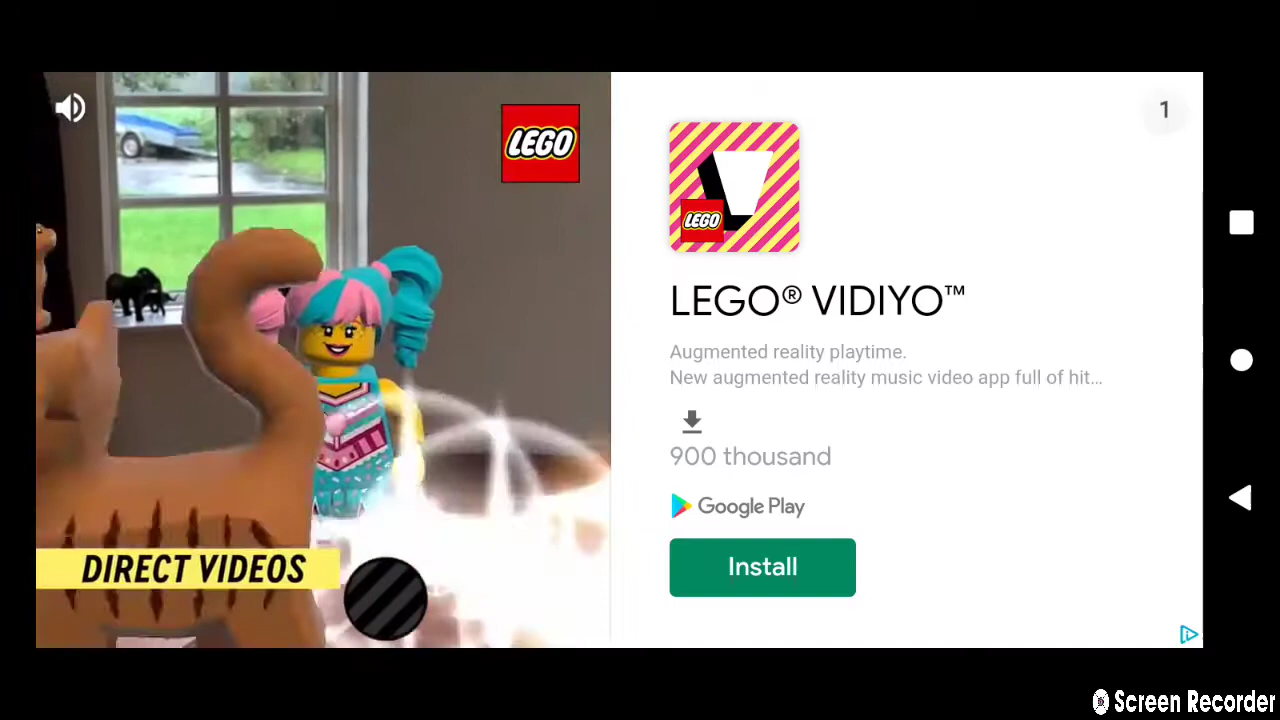 LEGO
1
LEGO
LEGO® VIDIYO™
Augmented reality playtime.
New augmented reality music video app full of hit...
900 thousand
Google Play
Install
DIRECT VIDEOS
Screen Recorder